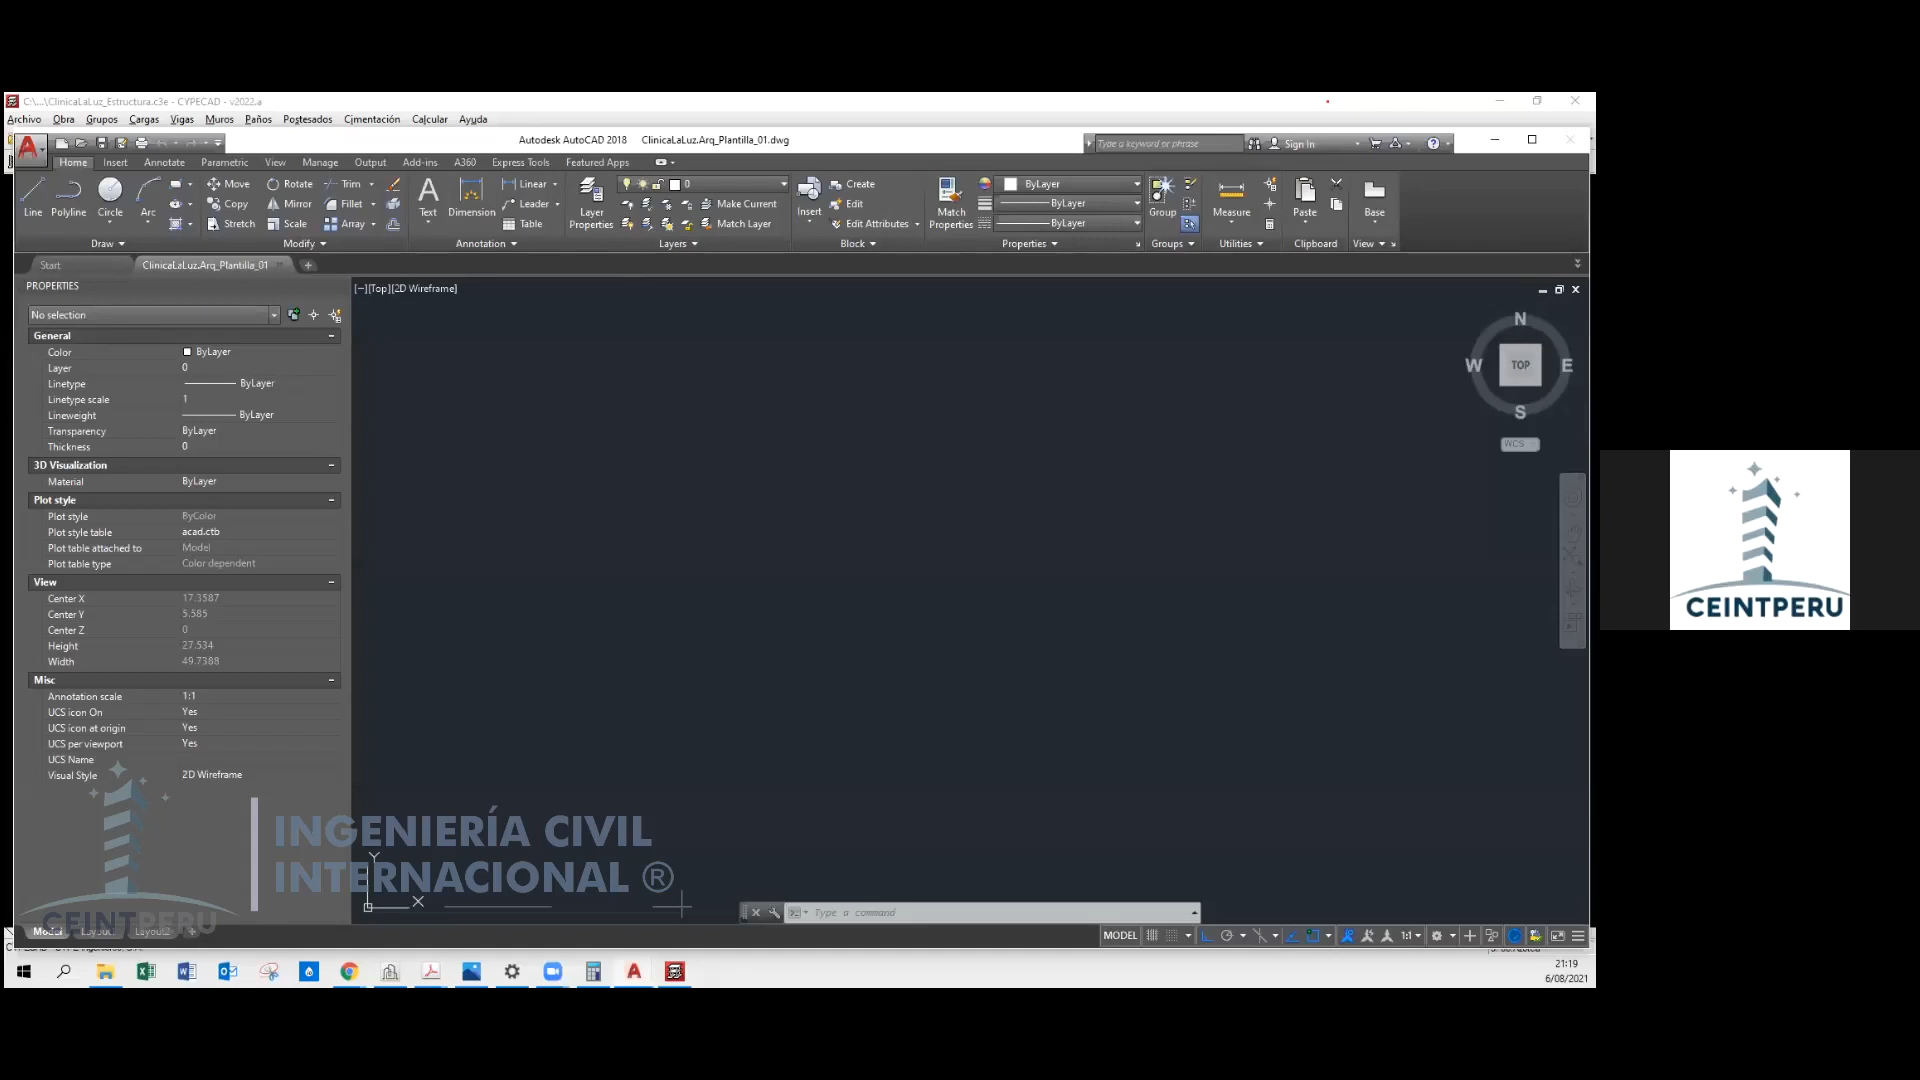 C:\...\ClinicaLaLuz_Estructura.c3e - CYPECAD - v2022.a
Archivo Obra Grupos Cargas Vigas Muros Paños Postesados Cimentación Calcular Ayuda
Autodesk AutoCAD 2018 ClinicaLaLuz.Arq_Plantilla_01.dwg
Type a keyword or phrase
Sign In
Home Insert Annotate Parametric View Manage Output Add-ins A360 Express Tools Featured Apps
Line Polyline Circle Arc
Move Rotate Trim
Copy Mirror Fillet
Stretch Scale Array
Text Dimension
Linear
Leader
Table
Layer Properties
0
Make Current
Match Layer
Insert
Create
Edit
Edit Attributes
Match Properties
ByLayer
ByLayer
ByLayer
Group
Measure
Paste
Base
Draw Modify Annotation Layers Block Properties Groups Utilities Clipboard View
Start ClinicaLaLuz.Arq_Plantilla_01
PROPERTIES
No selection
General
Color ByLayer
Layer 0
Linetype ByLayer
Linetype scale 1
Lineweight ByLayer
Transparency ByLayer
Thickness 0
3D Visualization
Material ByLayer
Plot style
Plot style ByColor
Plot style table acad.ctb
Plot table attached to Model
Plot table type Color dependent
View
Center X 17.3587
Center Y 5.585
Center Z 0
Height 27.534
Width 49.7388
Misc
Annotation scale 1:1
UCS icon On Yes
UCS icon at origin Yes
UCS per viewport Yes
UCS Name
Visual Style 2D Wireframe
[−][Top][2D Wireframe]
N
W TOP E
S
WCS
CEINTPERU
INGENIERÍA CIVIL
INTERNACIONAL ®
CEINTPERU
Y
X
Type a command
Model Layout1 Layout2
MODEL 1:1
21:19
6/08/2021